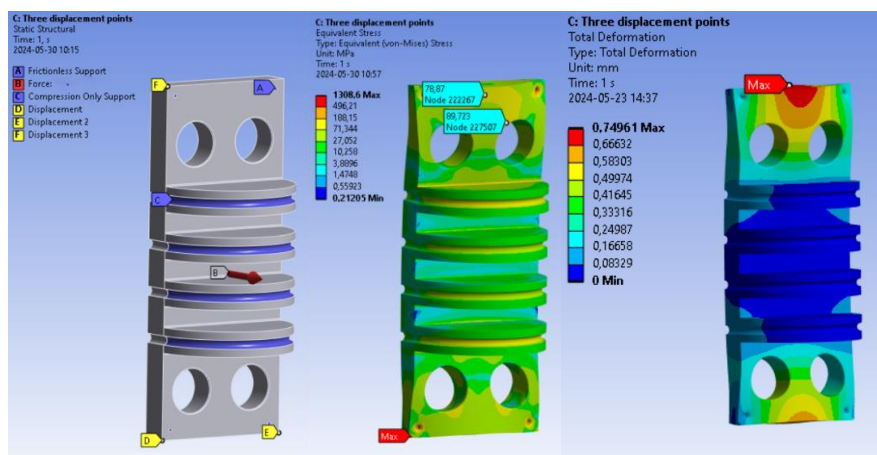 C: Three displacement points
Static Structural
Time: 1, s
2024-05-30 10:15
A Frictionless Support
B Force: -
C Compression Only Support
D Displacement
E Displacement 2
F Displacement 3
F
A
C
B
D
E
C: Three displacement points
Equivalent Stress
Type: Equivalent (von-Mises) Stress
Unit: MPa
Time: 1 s
2024-05-30 10:57
1308,6 Max
496,21
188,15
71,344
27,052
10,258
3,8896
1,4748
0,55923
0,21205 Min
78,87
Node 222267
89,723
Node 227507
Max
C: Three displacement points
Total Deformation
Type: Total Deformation
Unit: mm
Time: 1 s
2024-05-23 14:37
0,74961 Max
0,66632
0,58303
0,49974
0,41645
0,33316
0,24987
0,16658
0,08329
0 Min
Max